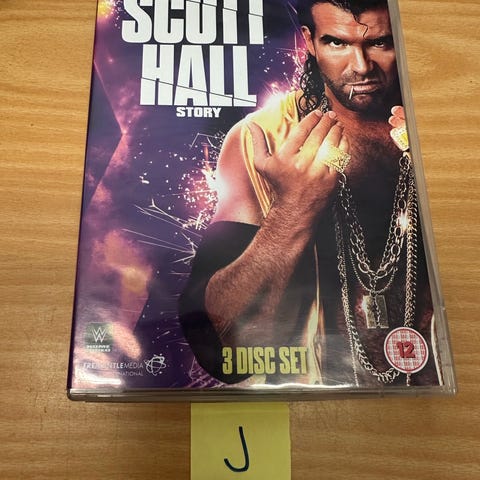 SCOTT
HALL
STORY
3 DISC SET
12
W
FREMANTLEMEDIA
INTERNATIONAL
J